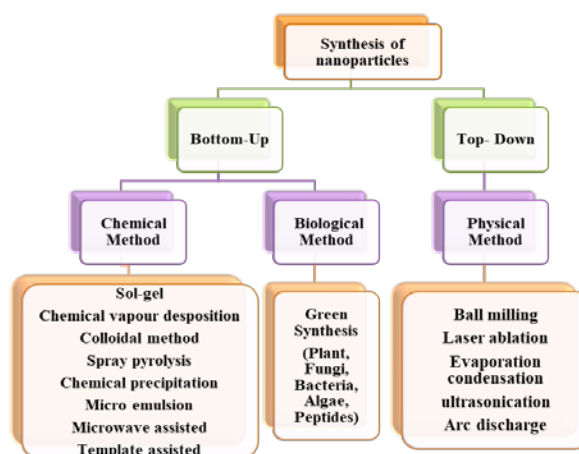 Synthesis of
nanoparticles
Bottom-Up
Top- Down
Chemical
Method
Biological
Method
Physical
Method
Sol-gel
Chemical vapour desposition
Colloidal method
Spray pyrolysis
Chemical precipitation
Micro emulsion
Microwave assisted
Template assisted
Green
Synthesis
(Plant,
Fungi,
Bacteria,
Algae,
Peptides)
Ball milling
Laser ablation
Evaporation
condensation
ultrasonication
Arc discharge